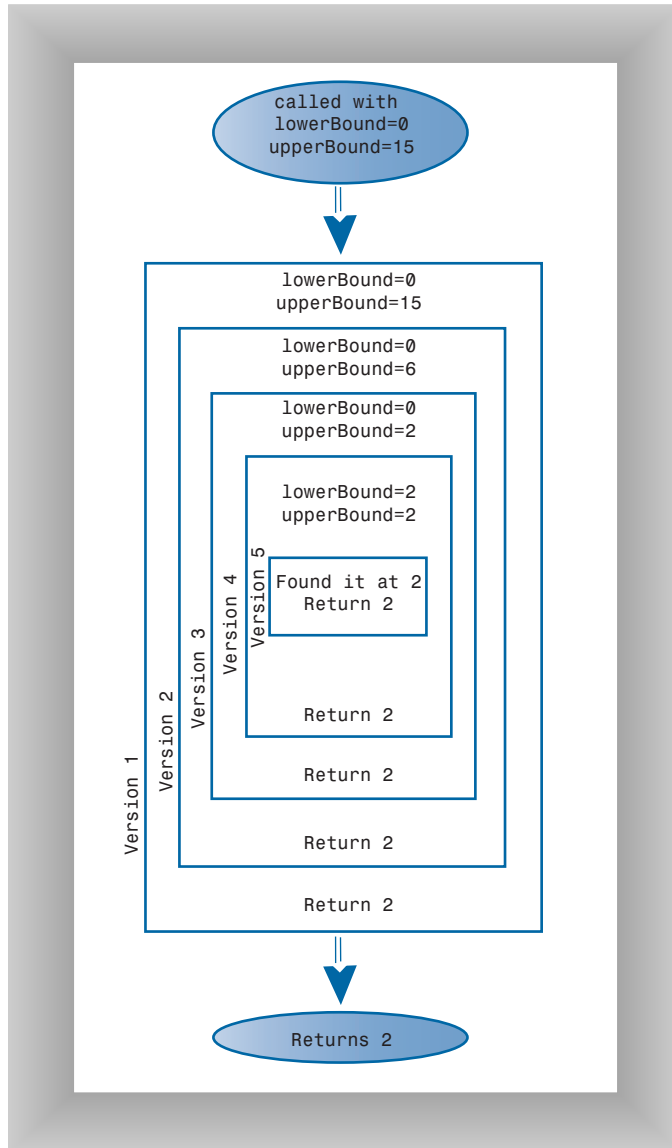 called with
lowerBound=0
upperBound=15
lowerBound=0
upperBound=15
lowerBound=0
upperBound=6
lowerBound=0
upperBound=2
lowerBound=2
upperBound=2
Found it at 2
Return 2
Return 2
Return 2
Return 2
Return 2
Version 1
Version 2
Version 3
Version 4
Version 5
Returns 2